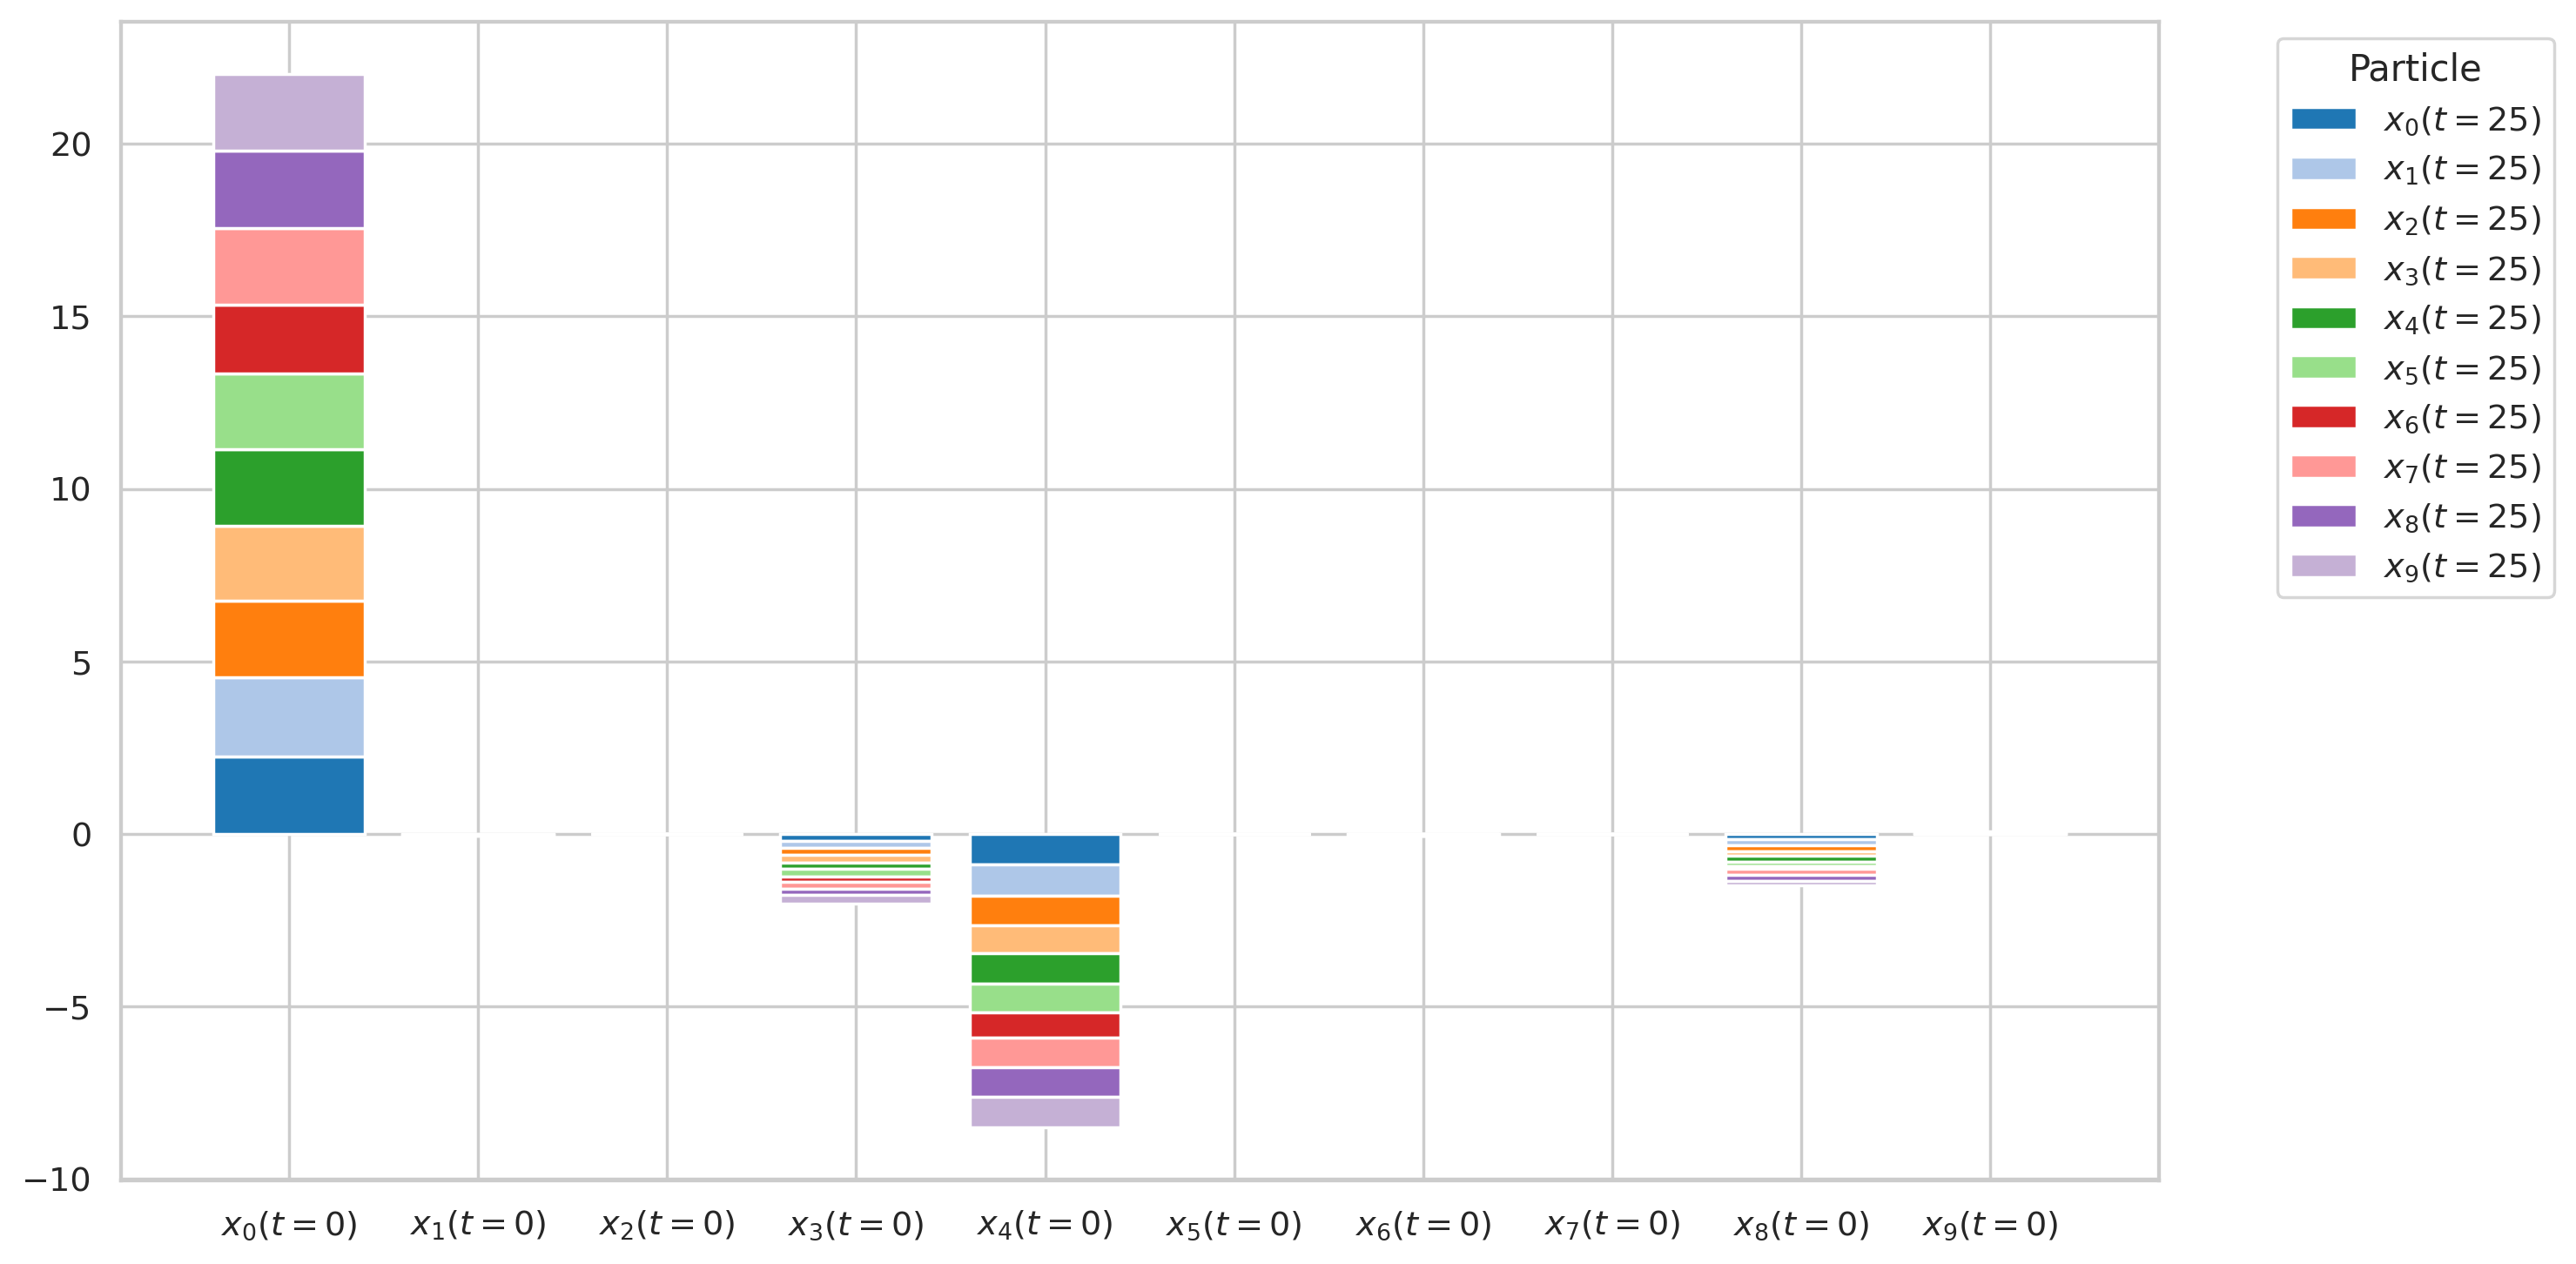 20
15
10
5
0
−5
−10
x₀(t = 0) x₁(t = 0) x₂(t = 0) x₃(t = 0) x₄(t = 0) x₅(t = 0) x₆(t = 0) x₇(t = 0) x₈(t = 0) x₉(t = 0)
Particle
x₀(t = 25)
x₁(t = 25)
x₂(t = 25)
x₃(t = 25)
x₄(t = 25)
x₅(t = 25)
x₆(t = 25)
x₇(t = 25)
x₈(t = 25)
x₉(t = 25)